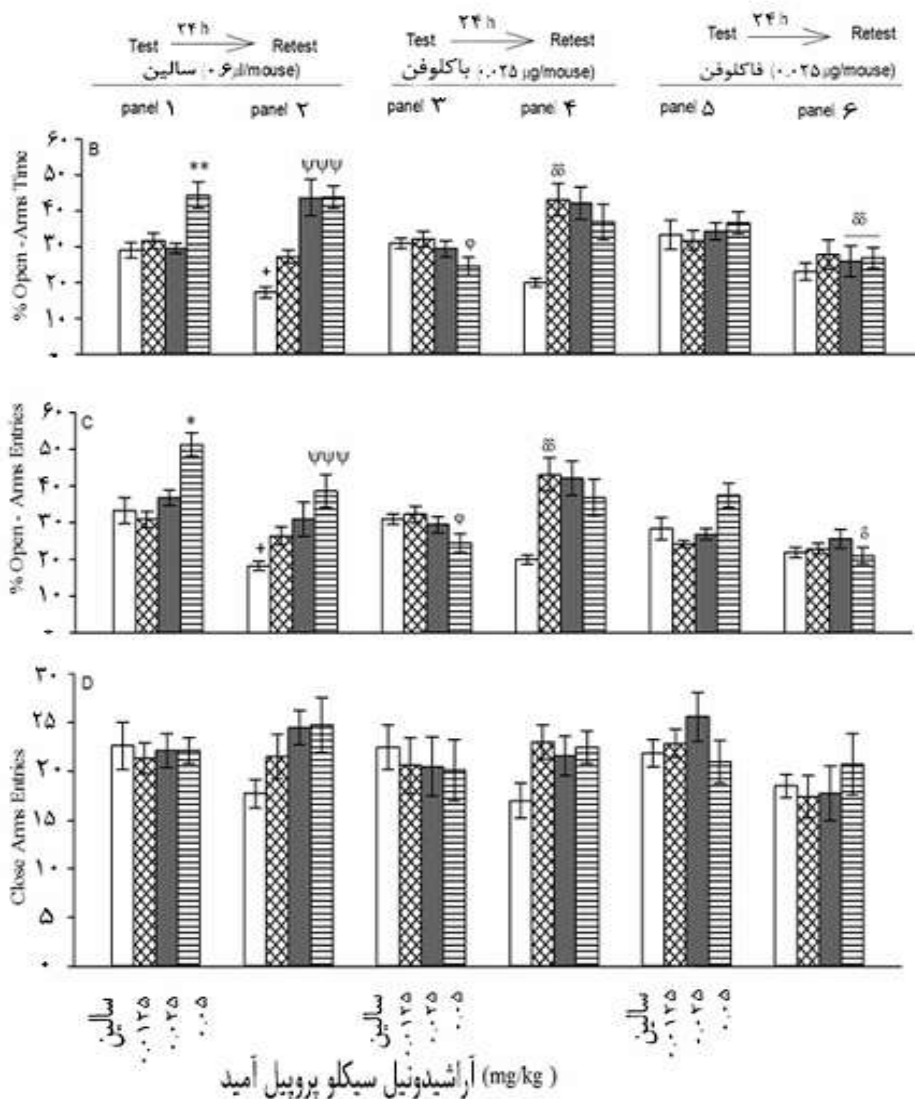 ۲۴ h ۲۴ h ۲۴ h
Test Retest Test Retest Test Retest
سالین (۰.۶µl/mouse) باکلوفن (۰.۰۲۵ µg/mouse) فاکلوفن (۰.۰۲۵ µg/mouse)
panel ۱ panel ۲ panel ۳ panel ۴ panel ۵ panel ۶
B
% Open - Arms Time
۶۰
۵۰
۴۰
۳۰
۲۰
۱۰
** + ψψψ φ δδ δδ
C
% Open - Arms Entries
۶۰
۵۰
۴۰
۳۰
۲۰
۱۰
* + ψψψ φ δδ δ
D
Close Arms Entries
۳۰
۲۵
۲۰
۱۵
۱۰
۵
۰
سالین ۰.۰۱۲۵ ۰.۰۲۵ ۰.۰۵ سالین ۰.۰۱۲۵ ۰.۰۲۵ ۰.۰۵ سالین ۰.۰۱۲۵ ۰.۰۲۵ ۰.۰۵
آراشیدونیل سیکلو پروپیل آمید (mg/kg )